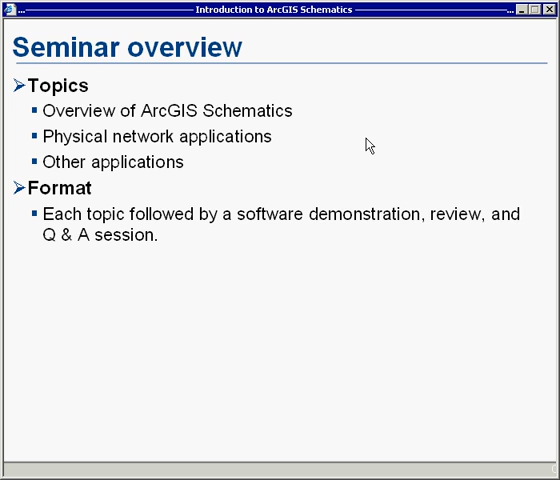 Introduction to ArcGIS Schematics
Seminar overview
Topics
Overview of ArcGIS Schematics
Physical network applications
Other applications
Format
Each topic followed by a software demonstration, review, and
Q & A session.